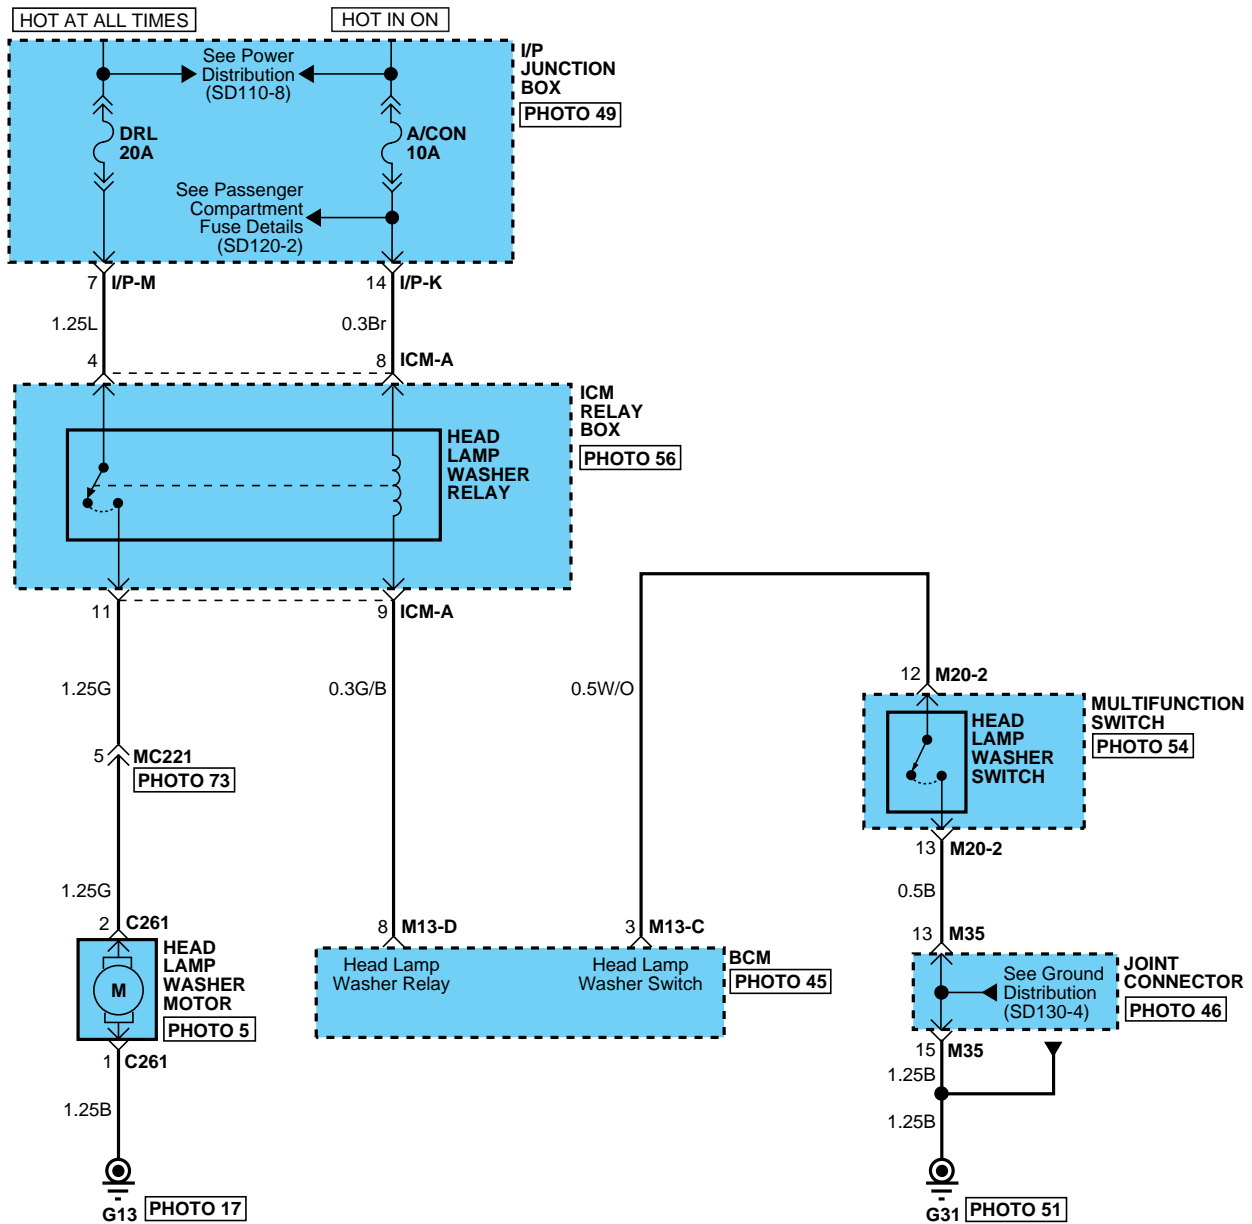 HOT AT ALL TIMES
HOT IN ON
See Power
Distribution
(SD110-8)
I/P
JUNCTION
BOX
PHOTO 49
DRL
20A
A/CON
10A
See Passenger
Compartment
Fuse Details
(SD120-2)
7 I/P-M
14 I/P-K
1.25L
0.3Br
4
8 ICM-A
ICM
RELAY
BOX
PHOTO 56
HEAD
LAMP
WASHER
RELAY
11
9 ICM-A
1.25G
0.3G/B
0.5W/O
12 M20-2
MULTIFUNCTION
SWITCH
PHOTO 54
HEAD
LAMP
WASHER
SWITCH
5 MC221
PHOTO 73
13 M20-2
1.25G
0.5B
2 C261
8 M13-D
3 M13-C
13 M35
HEAD
LAMP
WASHER
MOTOR
PHOTO 5
M
Head Lamp
Washer Relay
Head Lamp
Washer Switch
BCM
PHOTO 45
See Ground
Distribution
(SD130-4)
JOINT
CONNECTOR
PHOTO 46
1 C261
15 M35
1.25B
1.25B
1.25B
G13 PHOTO 17
G31 PHOTO 51